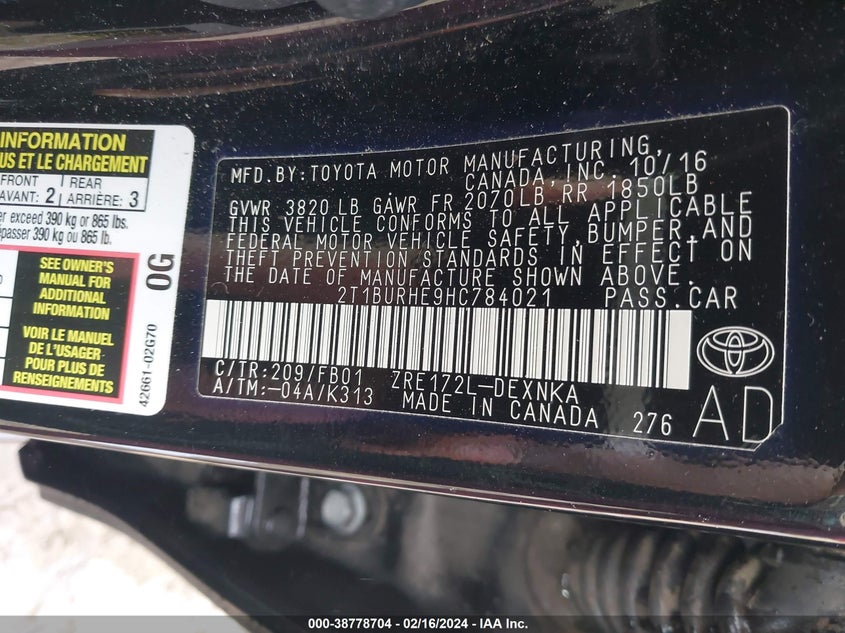 INFORMATION
US ET LE CHARGEMENT
FRONT
AVANT: 2
REAR
ARRIÈRE: 3
exceed 390 kg or 865 lbs.
passer 390 kg ou 865 lb.
SEE OWNER'S
MANUAL FOR
ADDITIONAL
INFORMATION
VOIR LE MANUEL
DE L'USAGER
POUR PLUS DE
RENSEIGNEMENTS
0G
42661-02G70
MFD.BY:TOYOTA MOTOR MANUFACTURING,
CANADA,INC. 10/16
GVWR 3820 LB GAWR FR 2070LB RR 1850LB
THIS VEHICLE CONFORMS TO ALL APPLICABLE
FEDERAL MOTOR VEHICLE SAFETY,BUMPER,AND
THEFT PREVENTION STANDARDS IN EFFECT ON
THE DATE OF MANUFACTURE SHOWN ABOVE.
2T1BURHE9HC784021 PASS.CAR
C/TR:209/FB01 ZRE172L-DEXNKA
A/TM:-04A/K313 MADE IN CANADA 276
AD
000-38778704 - 02/16/2024 - IAA Inc.